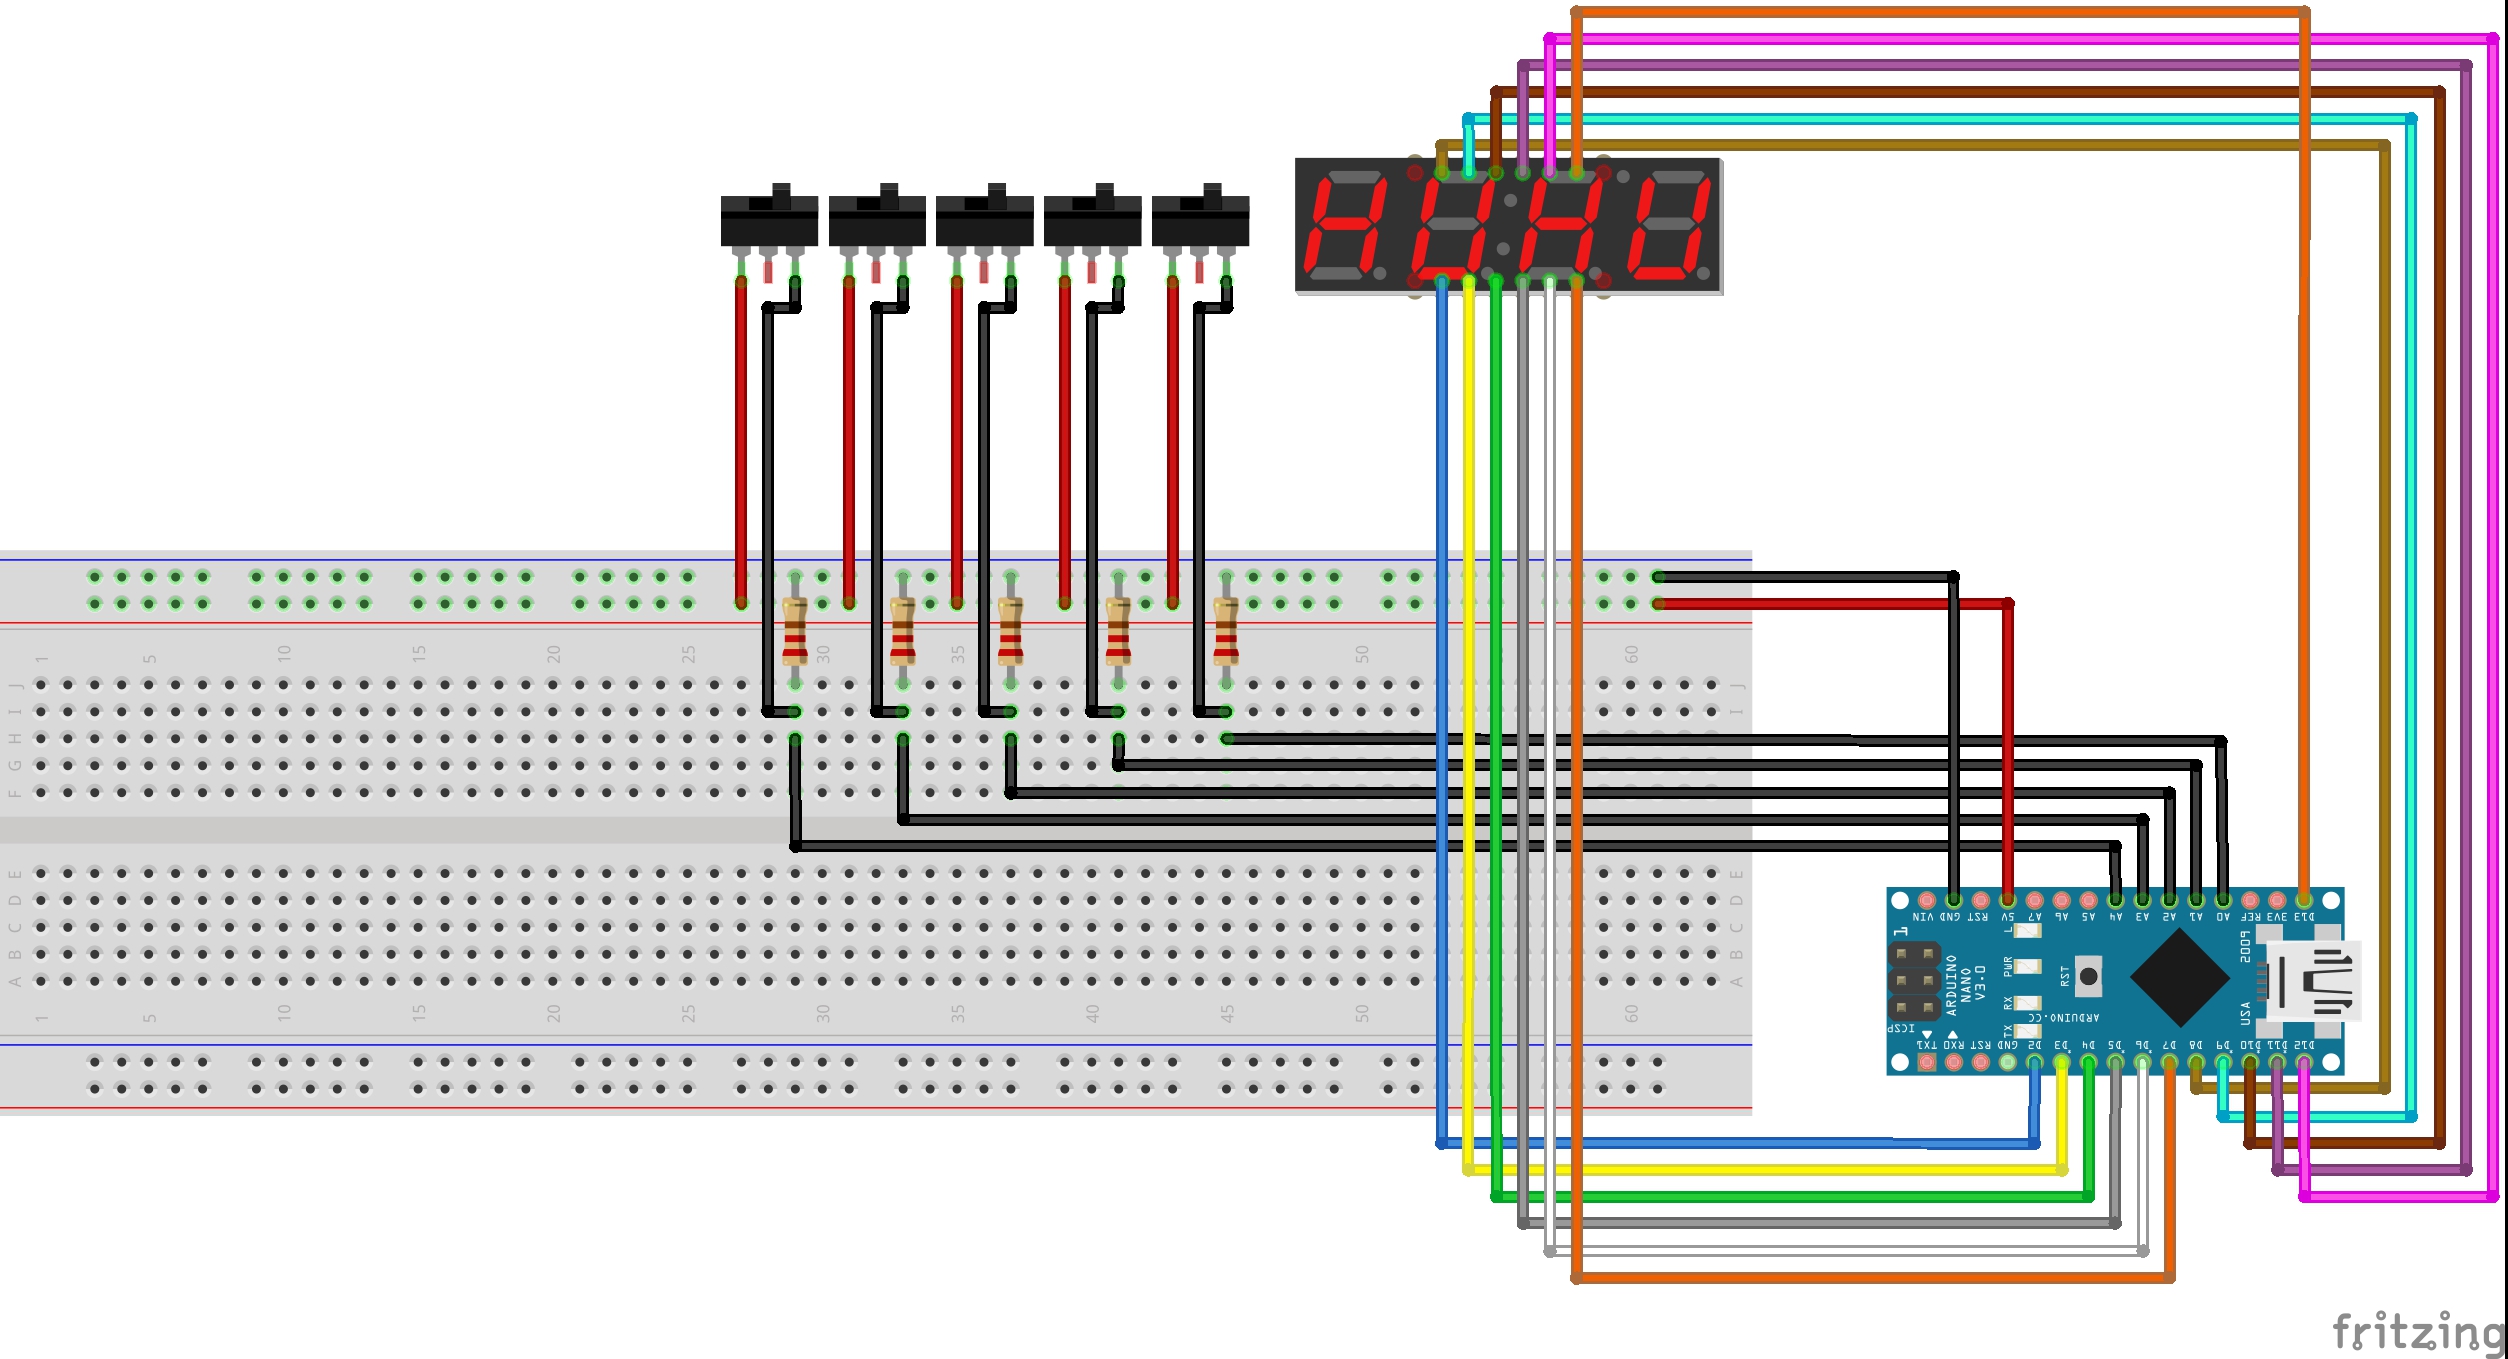 1 5 10 15 20 25 30 35 50 60
J J
I I
H
G
F
E E
D D
C C
B B
A A
1 5 10 15 20 25 30 35 40 45 50 60
VIN GND RST 5V A7 A6 A5 A4 A3 A2 A1 A0 REF 3V3 D13
1
L
PWR
RX
TX
RST
ARDUINO
NANO
V3.0
ICSP
ARDUINO.CC
2009
USA
TX1 RX0 RST GND D2 D3 D4 D5 D6 D7 D8 D9 D10 D11 D12
fritzing